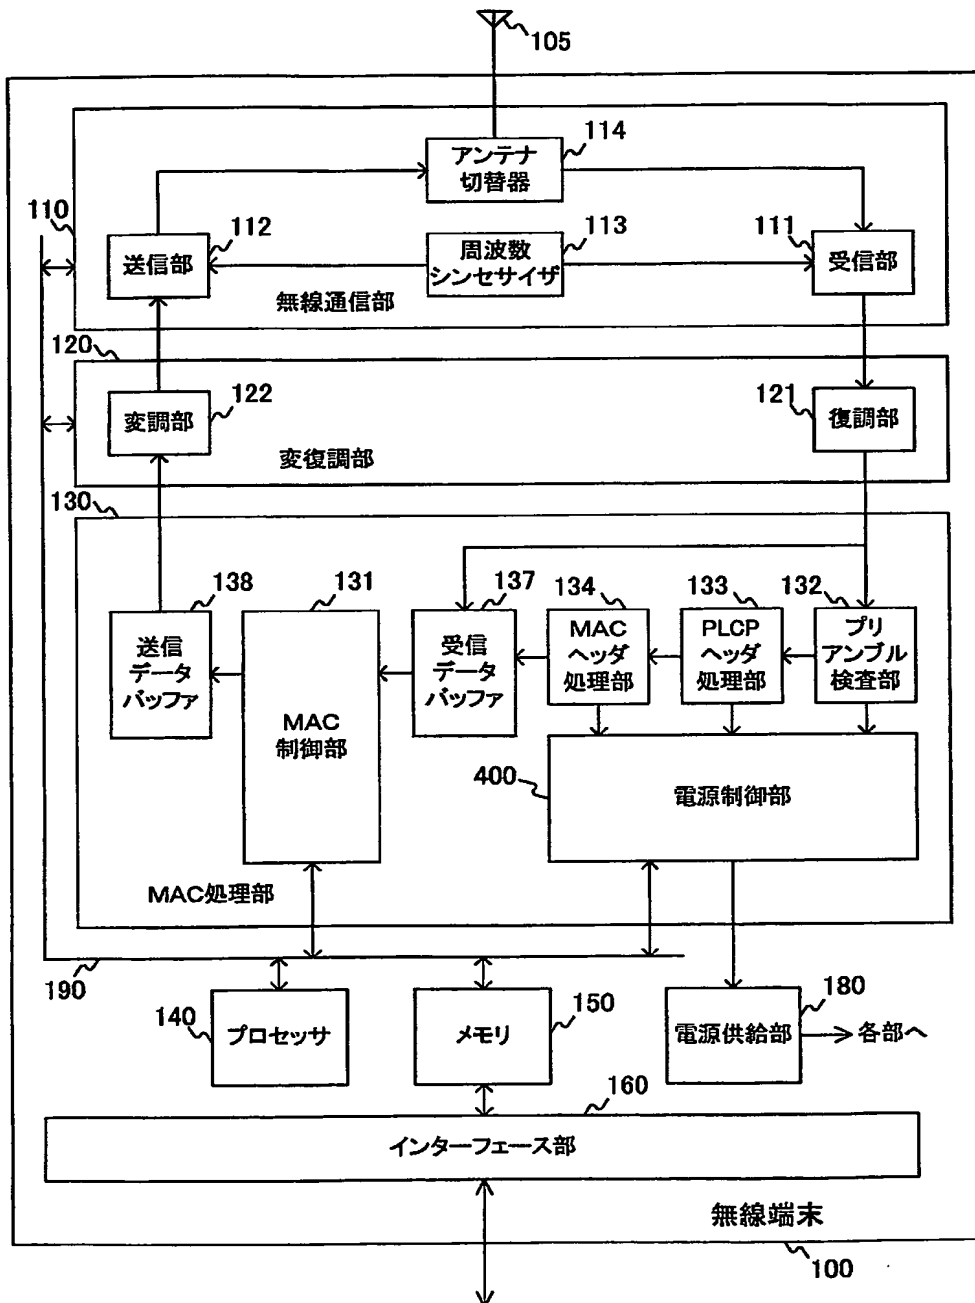 105
114
アンテナ
切替器
110
112
113
111
送信部
周波数
シンセサイザ
受信部
無線通信部
120
122
121
変調部
復調部
変復調部
130
138
131
137
134
133
132
送信
データ
バッファ
MAC
制御部
受信
データ
バッファ
MAC
ヘッダ
処理部
PLCP
ヘッダ
処理部
プリ
アンブル
検査部
400
電源制御部
MAC処理部
190
140
プロセッサ
150
メモリ
180
電源供給部
各部へ
160
インターフェース部
無線端末
100